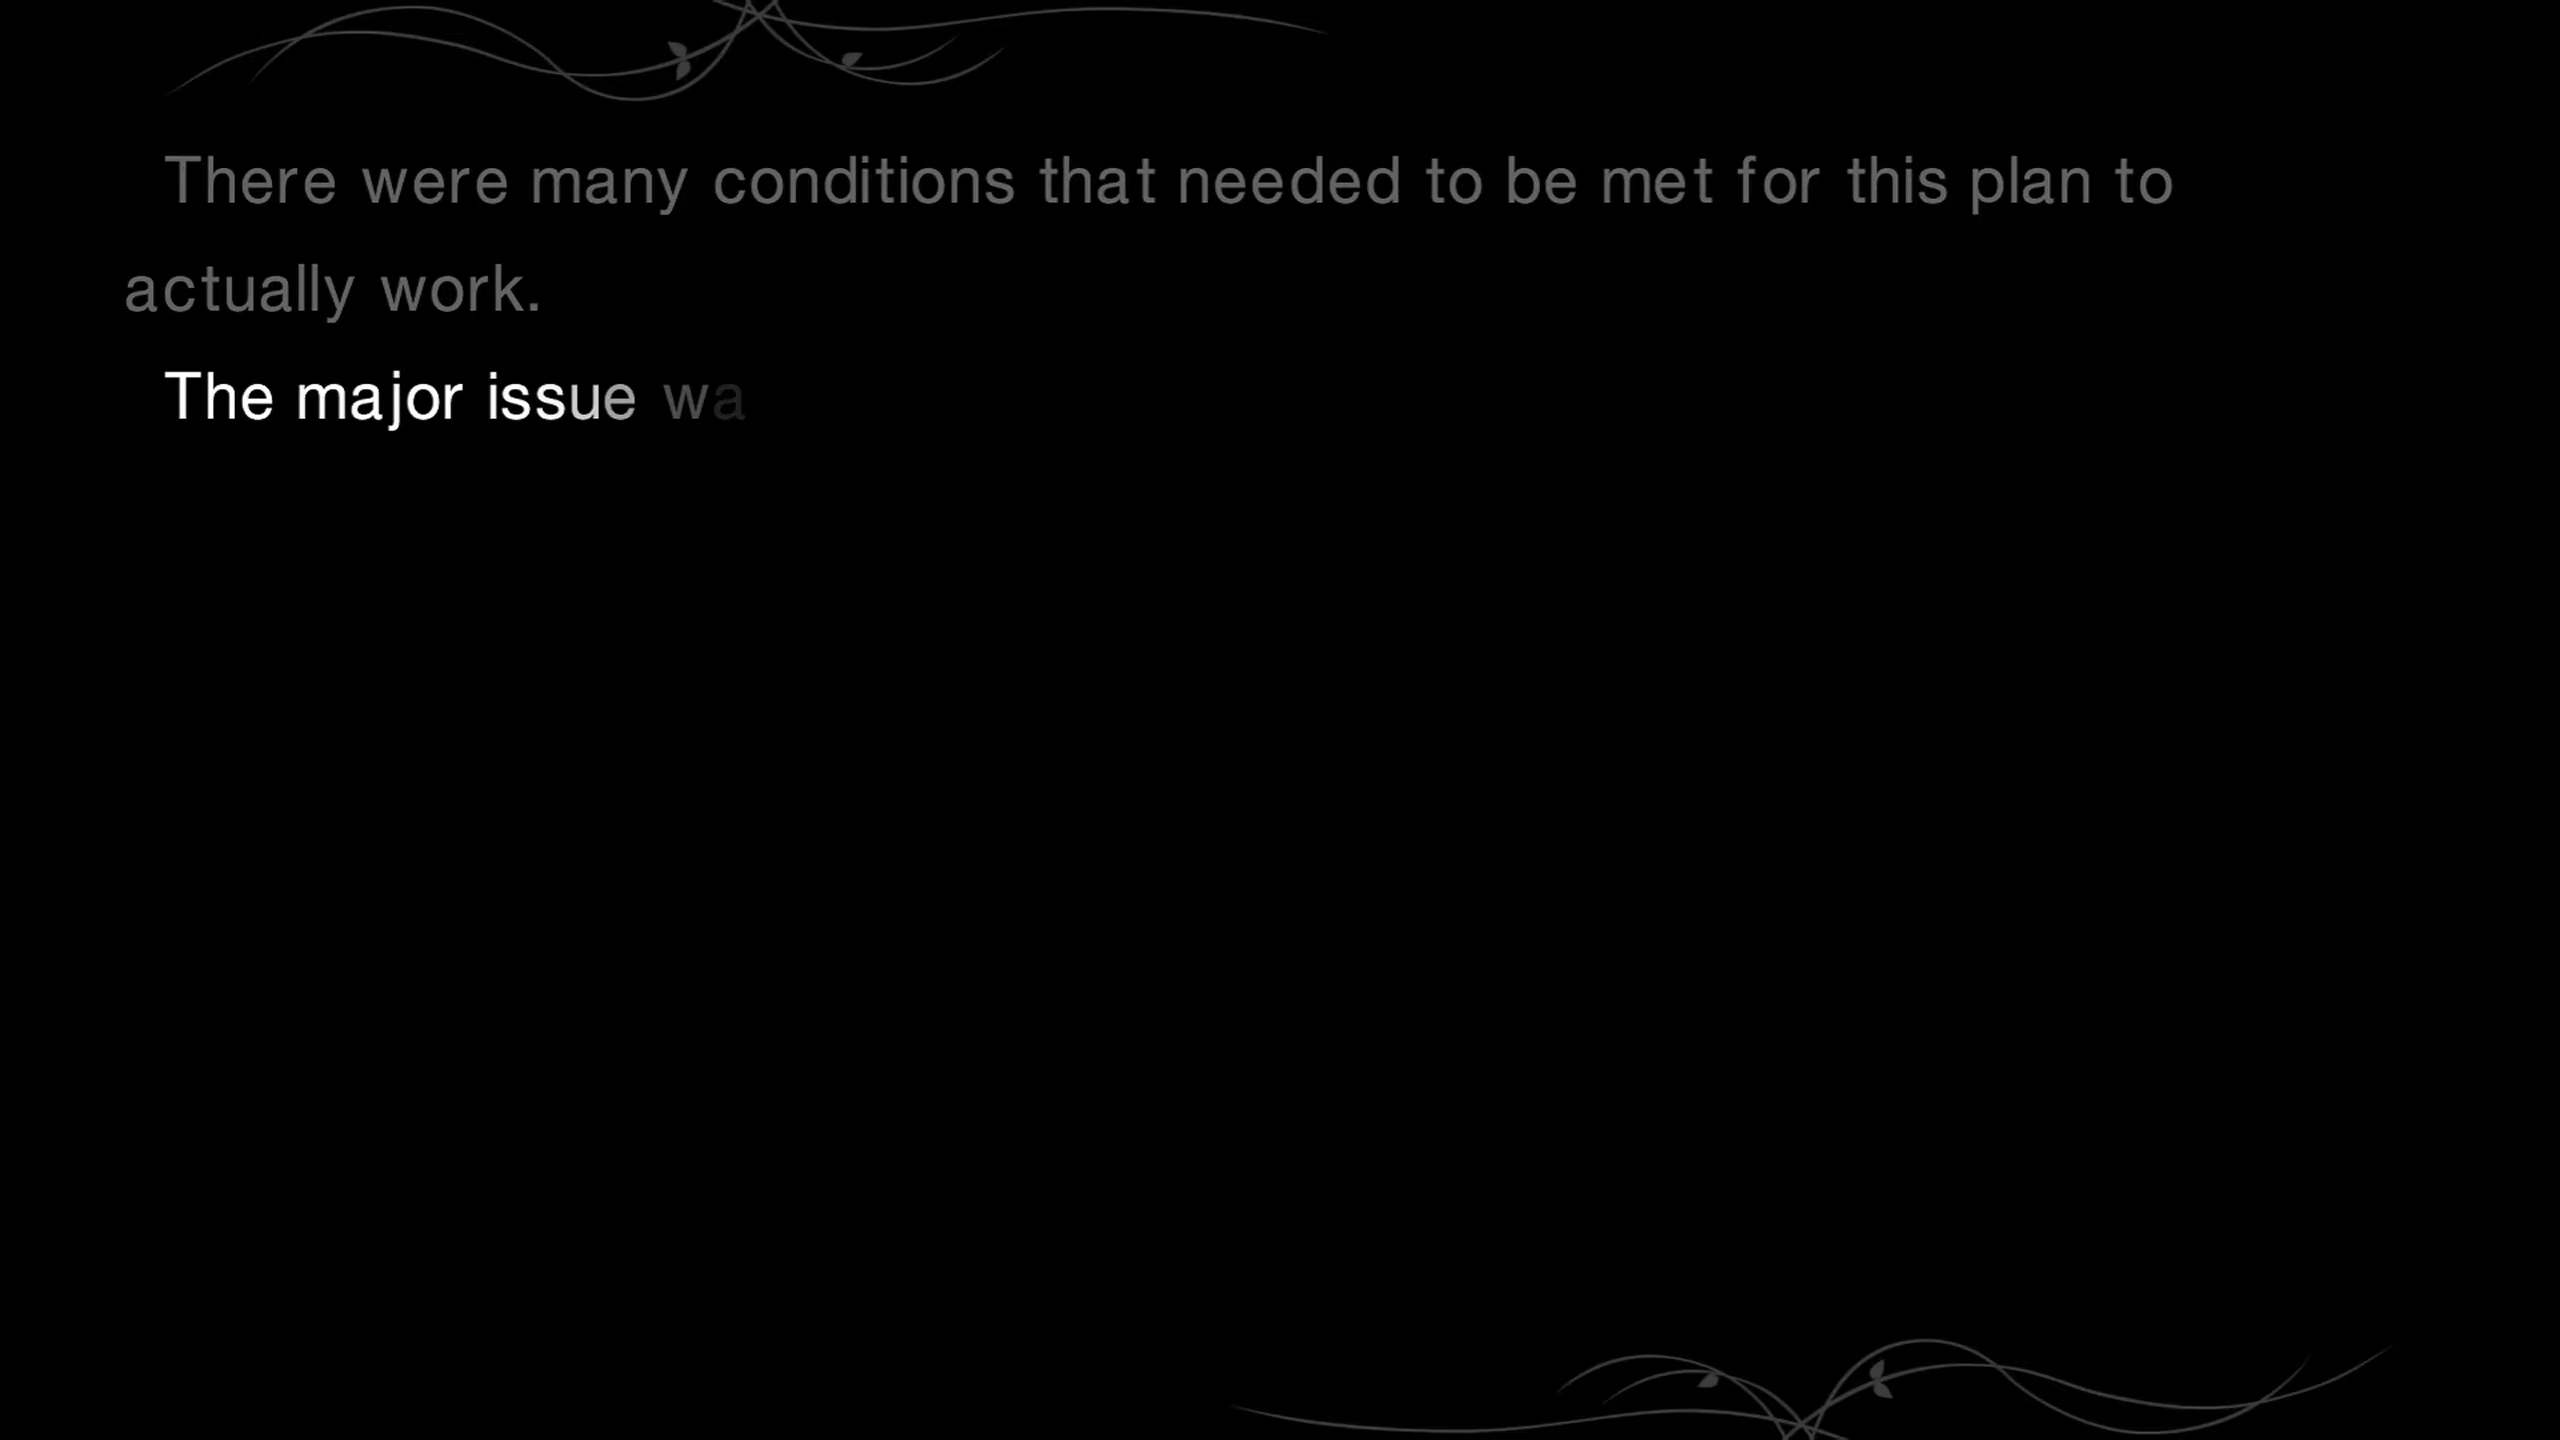 There were many conditions that needed to be met for this plan to
actually work.
The major issue wa